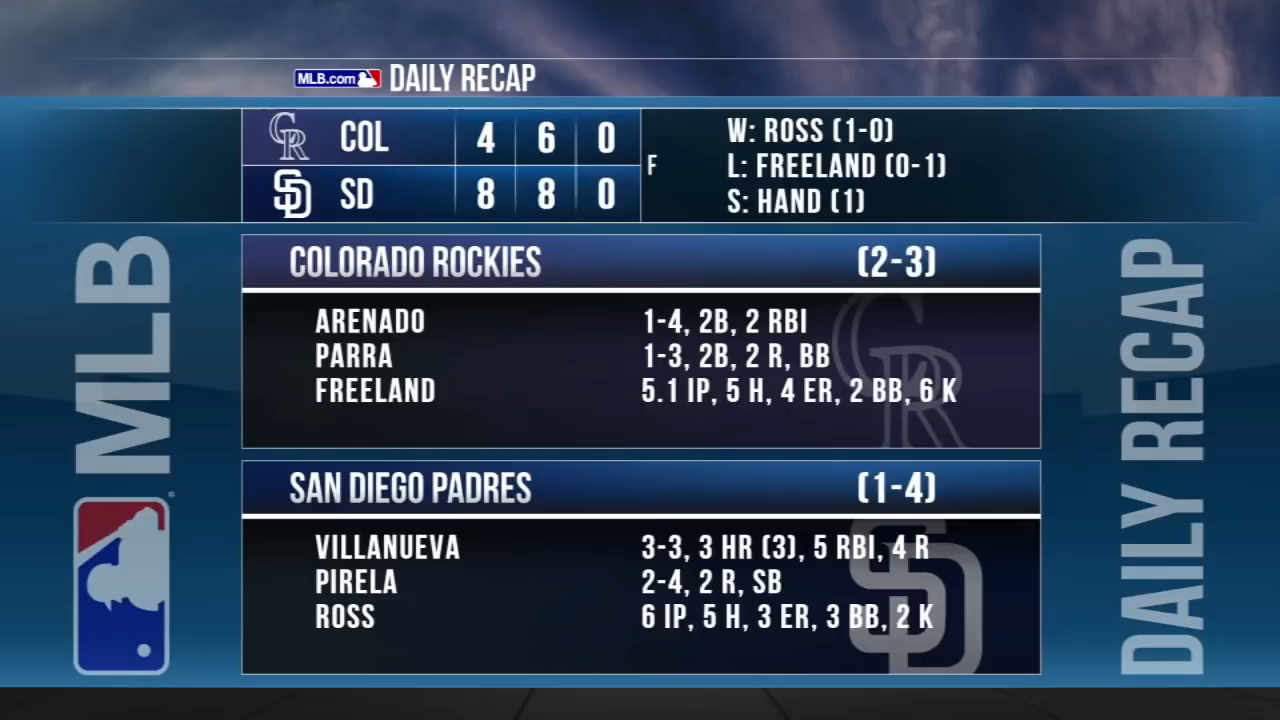 MLB.com DAILY RECAP
COL 4 6 0
SD 8 8 0
F
W: ROSS (1-0)
L: FREELAND (0-1)
S: HAND (1)
COLORADO ROCKIES (2-3)
ARENADO 1-4, 2B, 2 RBI
PARRA 1-3, 2B, 2 R, BB
FREELAND 5.1 IP, 5 H, 4 ER, 2 BB, 6 K
CR
SAN DIEGO PADRES (1-4)
VILLANUEVA 3-3, 3 HR (3), 5 RBI, 4 R
PIRELA 2-4, 2 R, SB
ROSS 6 IP, 5 H, 3 ER, 3 BB, 2 K
SD
MLB
DAILY RECAP